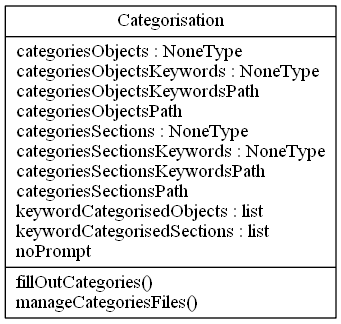 Categorisation
categoriesObjects : NoneType
categoriesObjectsKeywords : NoneType
categoriesObjectsKeywordsPath
categoriesObjectsPath
categoriesSections : NoneType
categoriesSectionsKeywords : NoneType
categoriesSectionsKeywordsPath
categoriesSectionsPath
keywordCategorisedObjects : list
keywordCategorisedSections : list
noPrompt
fillOutCategories()
manageCategoriesFiles()